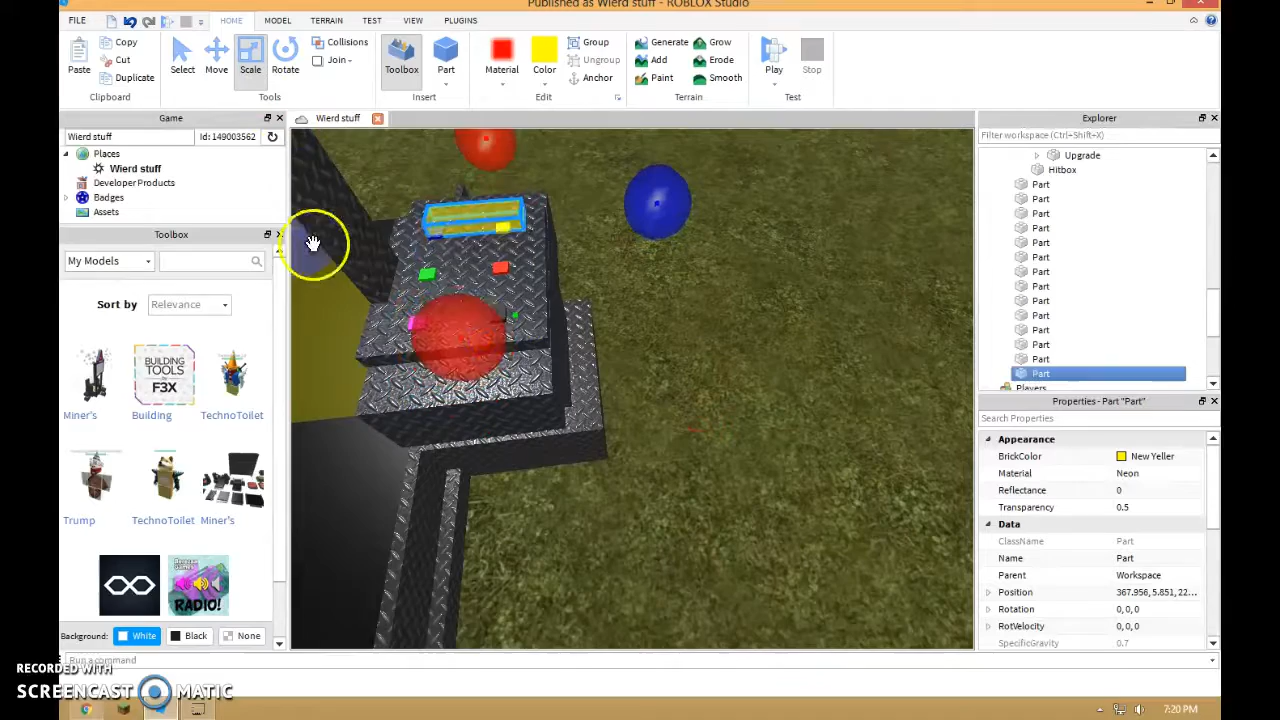 Published as Wierd stuff - ROBLOX Studio
FILE HOME MODEL TERRAIN TEST VIEW PLUGINS
Paste Copy Cut Duplicate Select Move Scale Rotate Collisions Join Toolbox Part Material Color Group Ungroup Anchor Generate Add Paint Grow Erode Smooth Play Stop
Clipboard Tools Insert Edit Terrain Test
Game
Wierd stuff Id: 149003562
Places
Wierd stuff
Developer Products
Badges
Assets
Toolbox
My Models
Sort by Relevance
BUILDING
TOOLS
F3X
Miner's Building TechnoToilet
Trump TechnoToilet Miner's
RADIO!
Background: White Black None
Wierd stuff
Explorer
Filter workspace (Ctrl+Shift+X)
Upgrade
Hitbox
Part
Part
Part
Part
Part
Part
Part
Part
Part
Part
Part
Part
Part
Part
Players
Properties - Part "Part"
Search Properties
Appearance
BrickColor New Yeller
Material Neon
Reflectance 0
Transparency 0.5
Data
ClassName Part
Name Part
Parent Workspace
Position 367.956, 5.851, 22...
Rotation 0, 0, 0
RotVelocity 0, 0, 0
SpecificGravity 0.7
Run a command
RECORDED WITH
SCREENCAST MATIC
7:20 PM